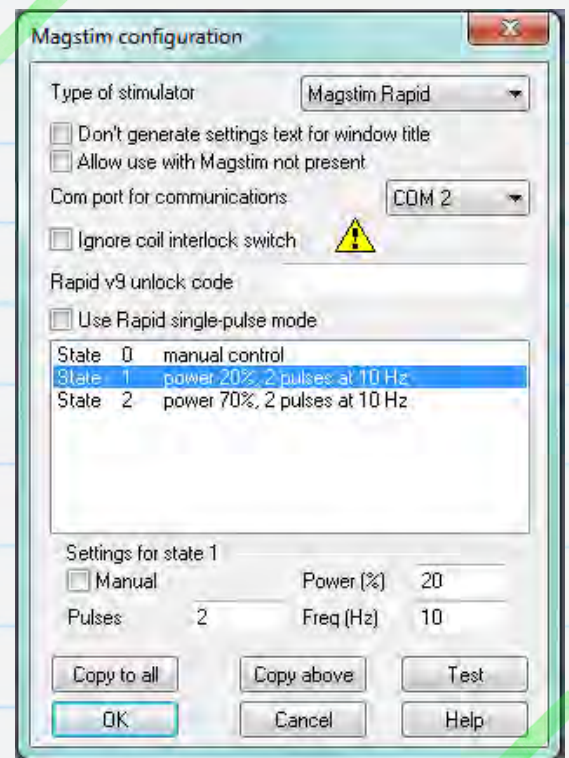 Magstim configuration
Type of stimulator Magstim Rapid
Don't generate settings text for window title
Allow use with Magstim not present
Com port for communications COM 2
Ignore coil interlock switch
Rapid v9 unlock code
Use Rapid single-pulse mode
State 0 manual control
State 1 power 20%, 2 pulses at 10 Hz
State 2 power 70%, 2 pulses at 10 Hz
Settings for state 1
Manual Power (%) 20
Pulses 2 Freq (Hz) 10
Copy to all Copy above Test
OK Cancel Help